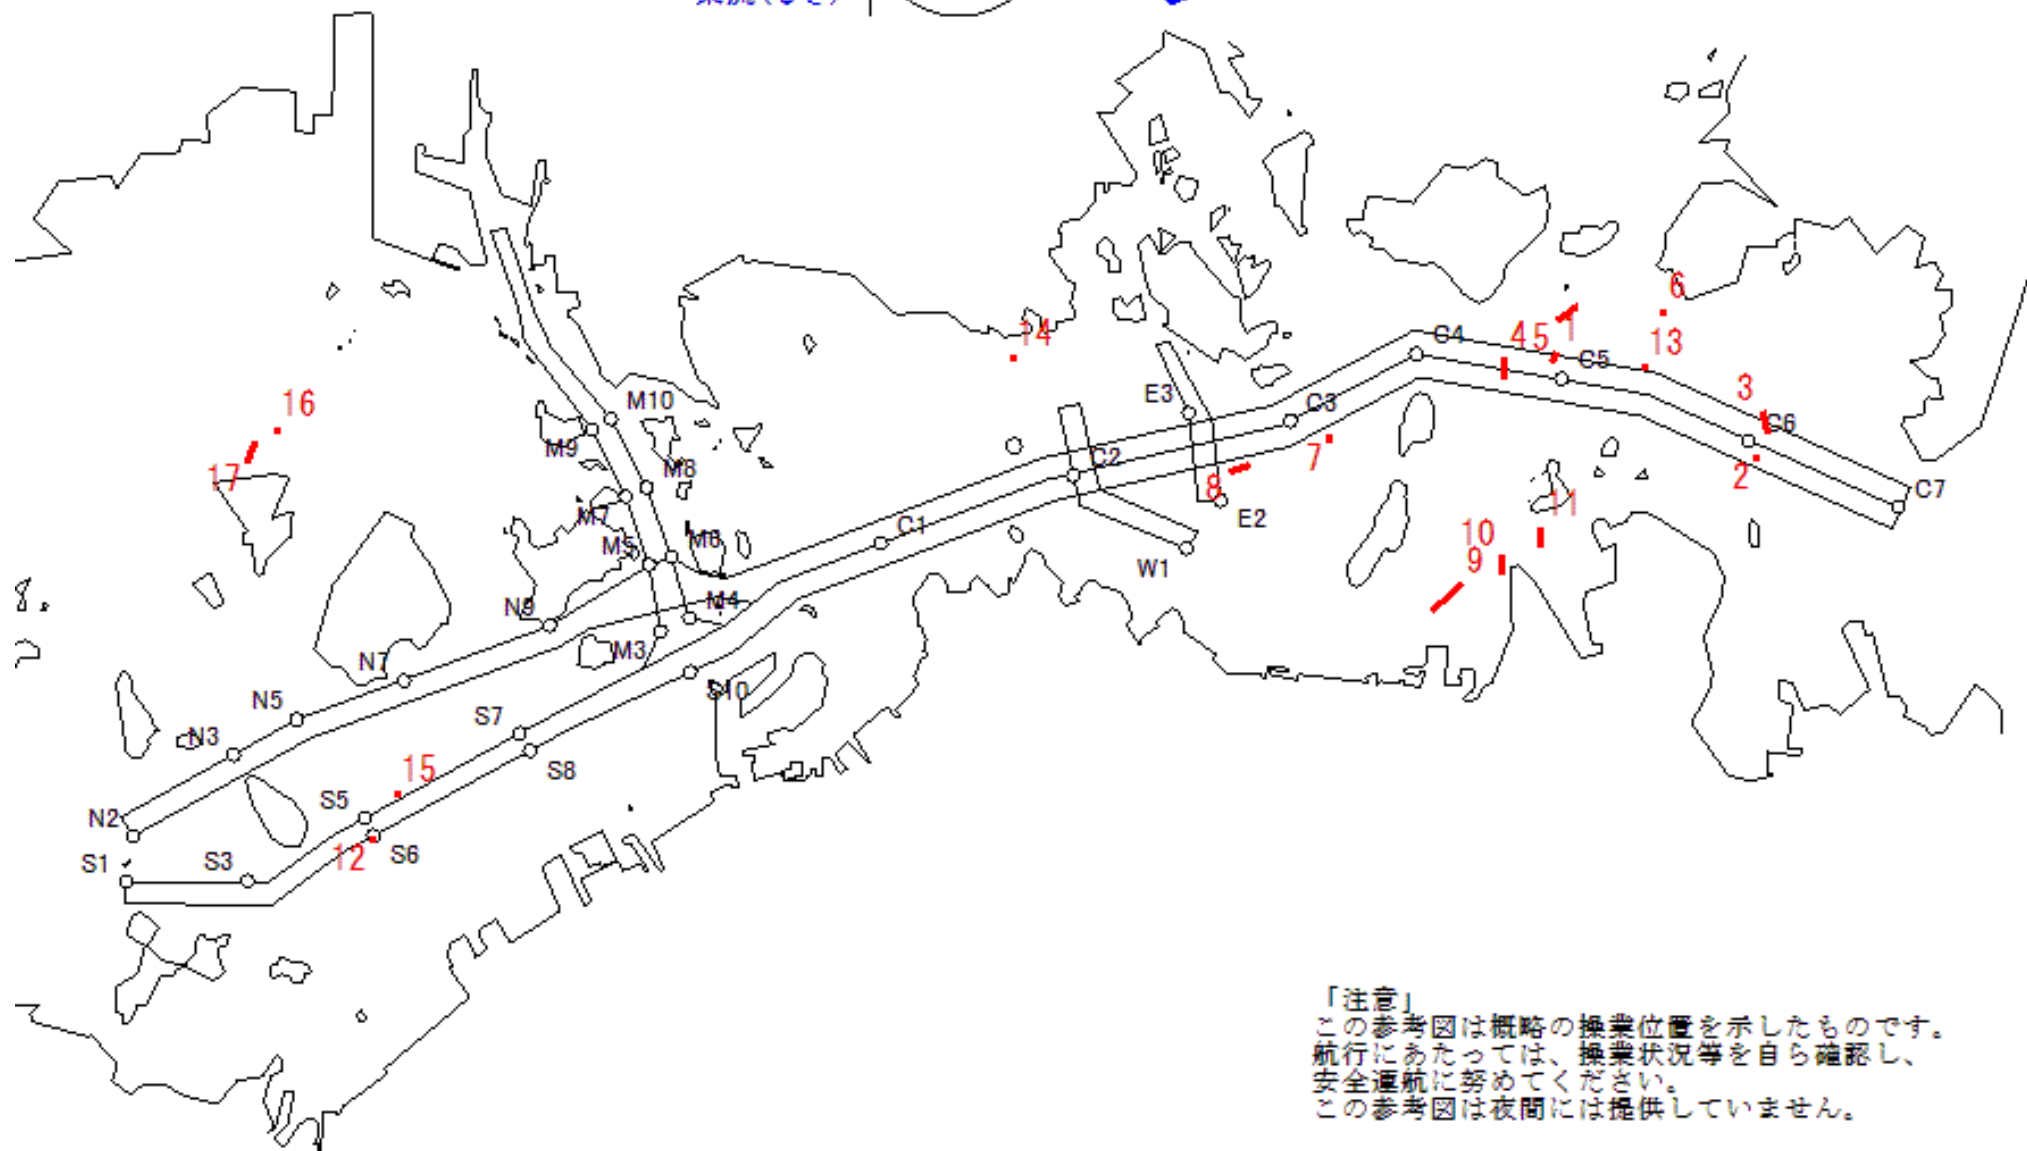 C4
6
4
5
1
C5
13
14
E3
C3
3
C6
M10
16
M9
M8
C2
7
2
C7
17
8
E2
M7
M5
M6
C1
W1
10
11
9
N9
M4
M3
N7
S10
N5
N3
S7
S8
15
S5
N2
12
S6
S1
S3
「注意」
この参考図は概略の操業位置を示したものです。
航行にあたっては、操業状況等を自ら確認し、
安全運航に努めてください。
この参考図は夜間には提供していません。